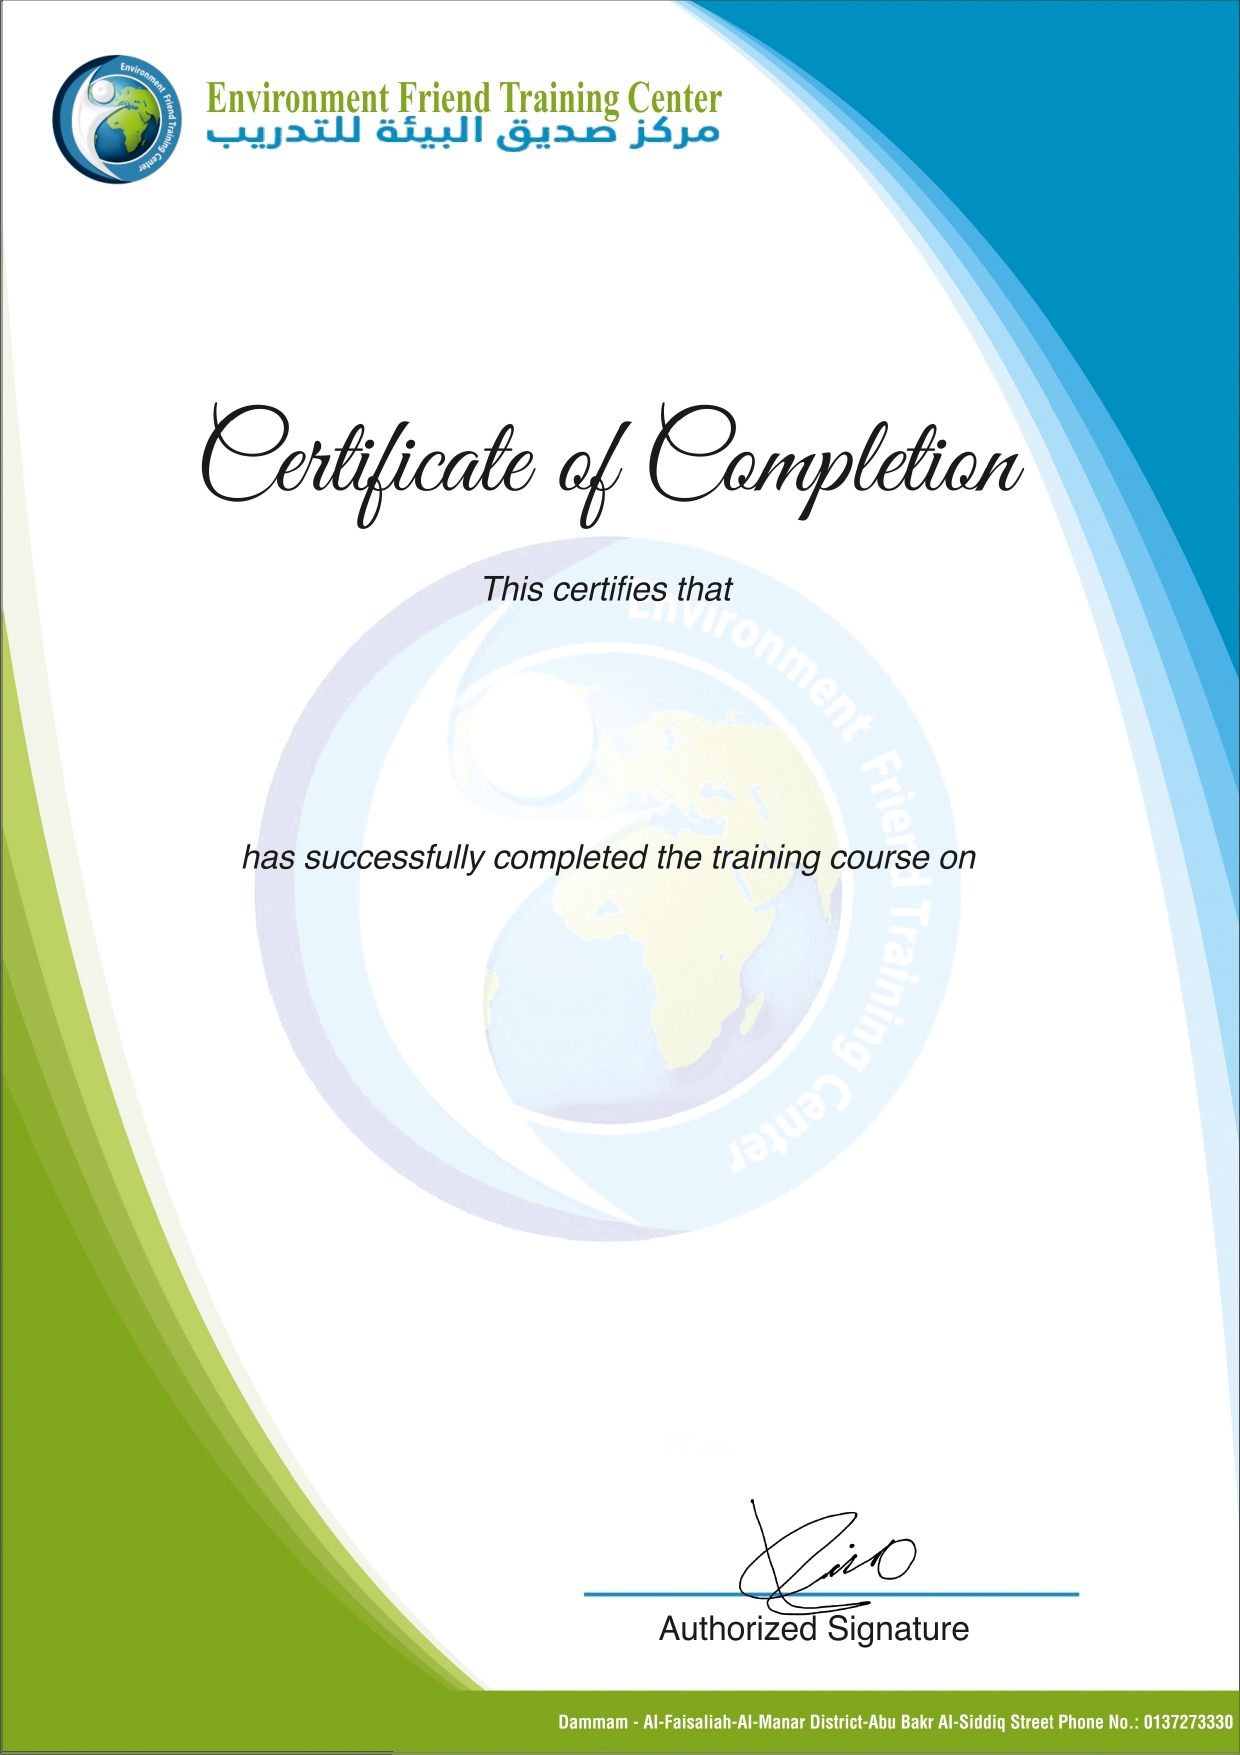 Environment Friend Training Center
Environment Friend Training Center
مركز صديق البيئة للتدريب
Certificate of Completion
This certifies that
Environment Friend Training Center
has successfully completed the training course on
Authorized Signature
Dammam - Al-Faisaliah-Al-Manar District-Abu Bakr Al-Siddiq Street Phone No.: 0137273330